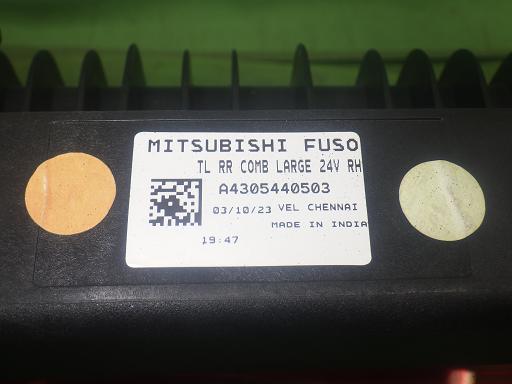 MITSUBISHI FUSO
TL RR COMB LARGE 24V RH
A4305440503
03/10/23 VEL CHENNAI
MADE IN INDIA
19:47